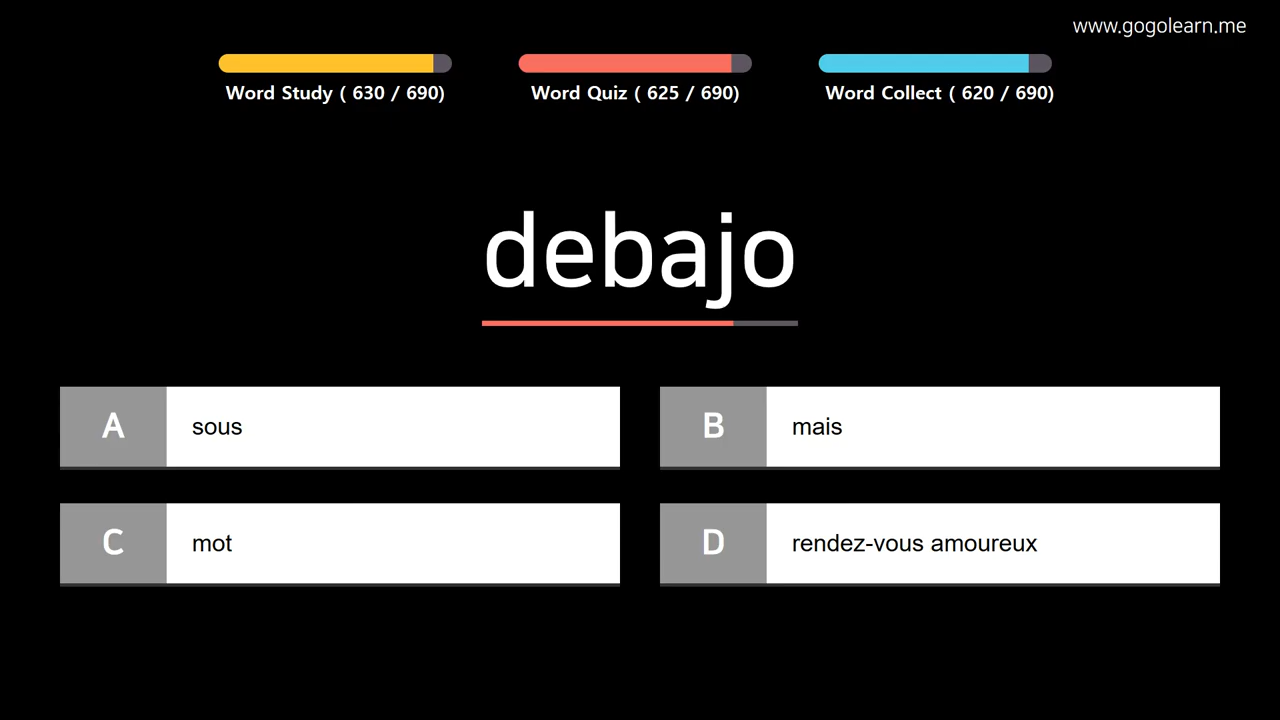 www.gogolearn.me
Word Study ( 630 / 690)
Word Quiz ( 625 / 690)
Word Collect ( 620 / 690)
debajo
A sous
B mais
C mot
D rendez-vous amoureux